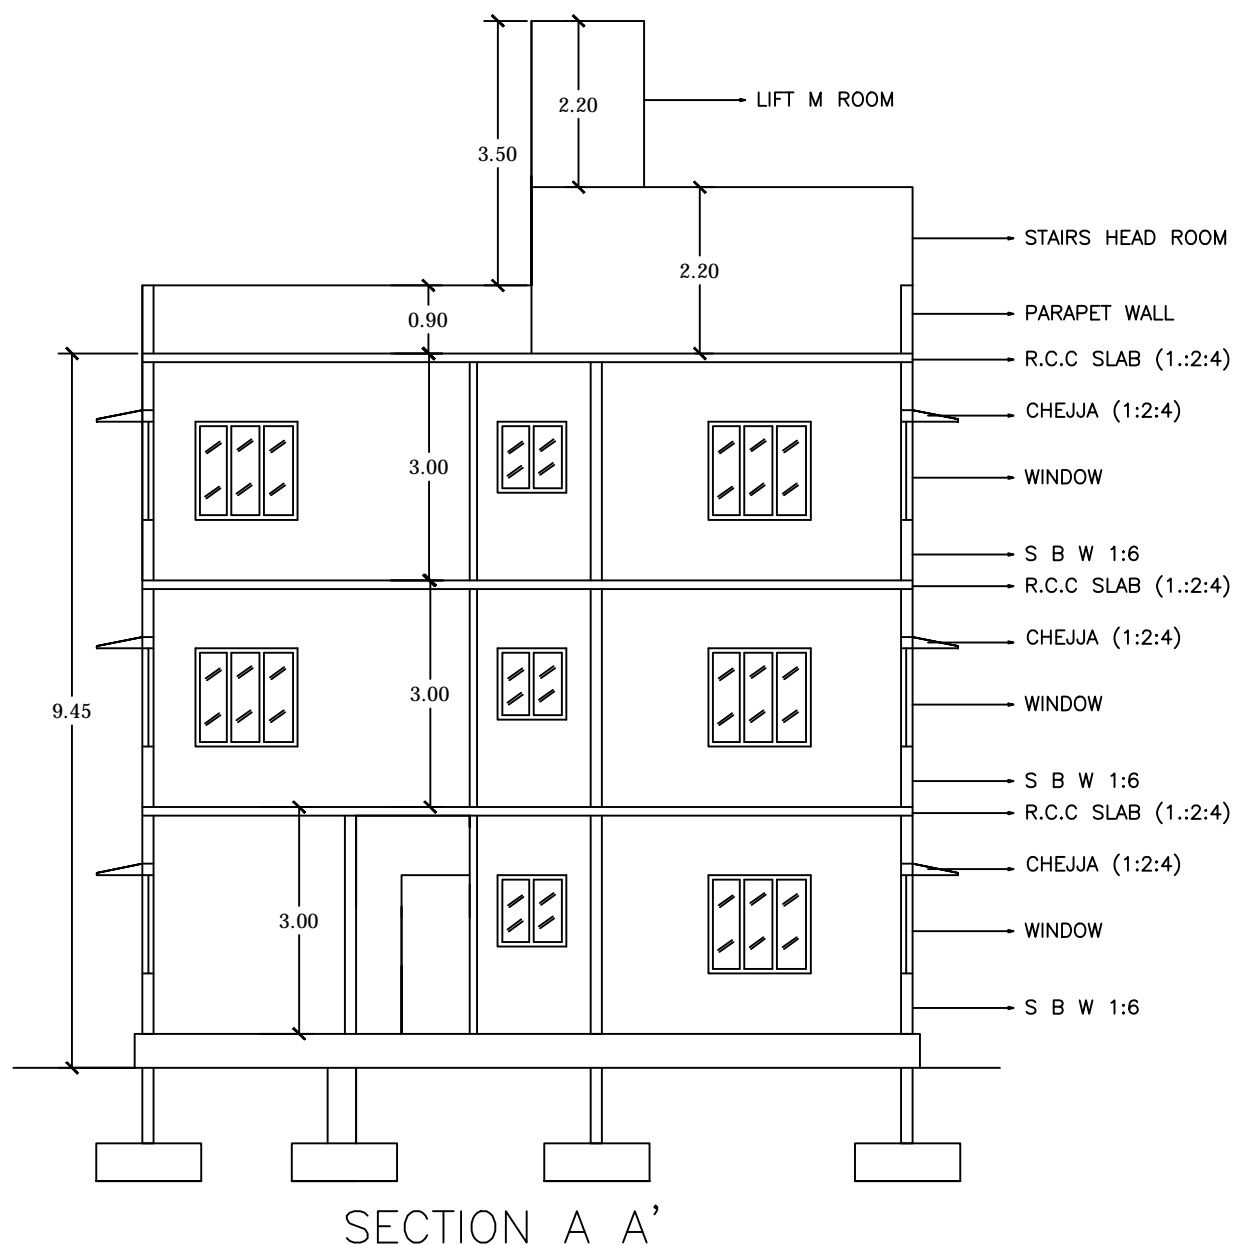 2.20
LIFT M ROOM
3.50
STAIRS HEAD ROOM
2.20
PARAPET WALL
0.90
R.C.C SLAB (1.:2:4)
CHEJJA (1:2:4)
3.00
WINDOW
S B W 1:6
R.C.C SLAB (1.:2:4)
CHEJJA (1:2:4)
3.00
WINDOW
9.45
S B W 1:6
R.C.C SLAB (1.:2:4)
CHEJJA (1:2:4)
3.00
WINDOW
S B W 1:6
SECTION A A'